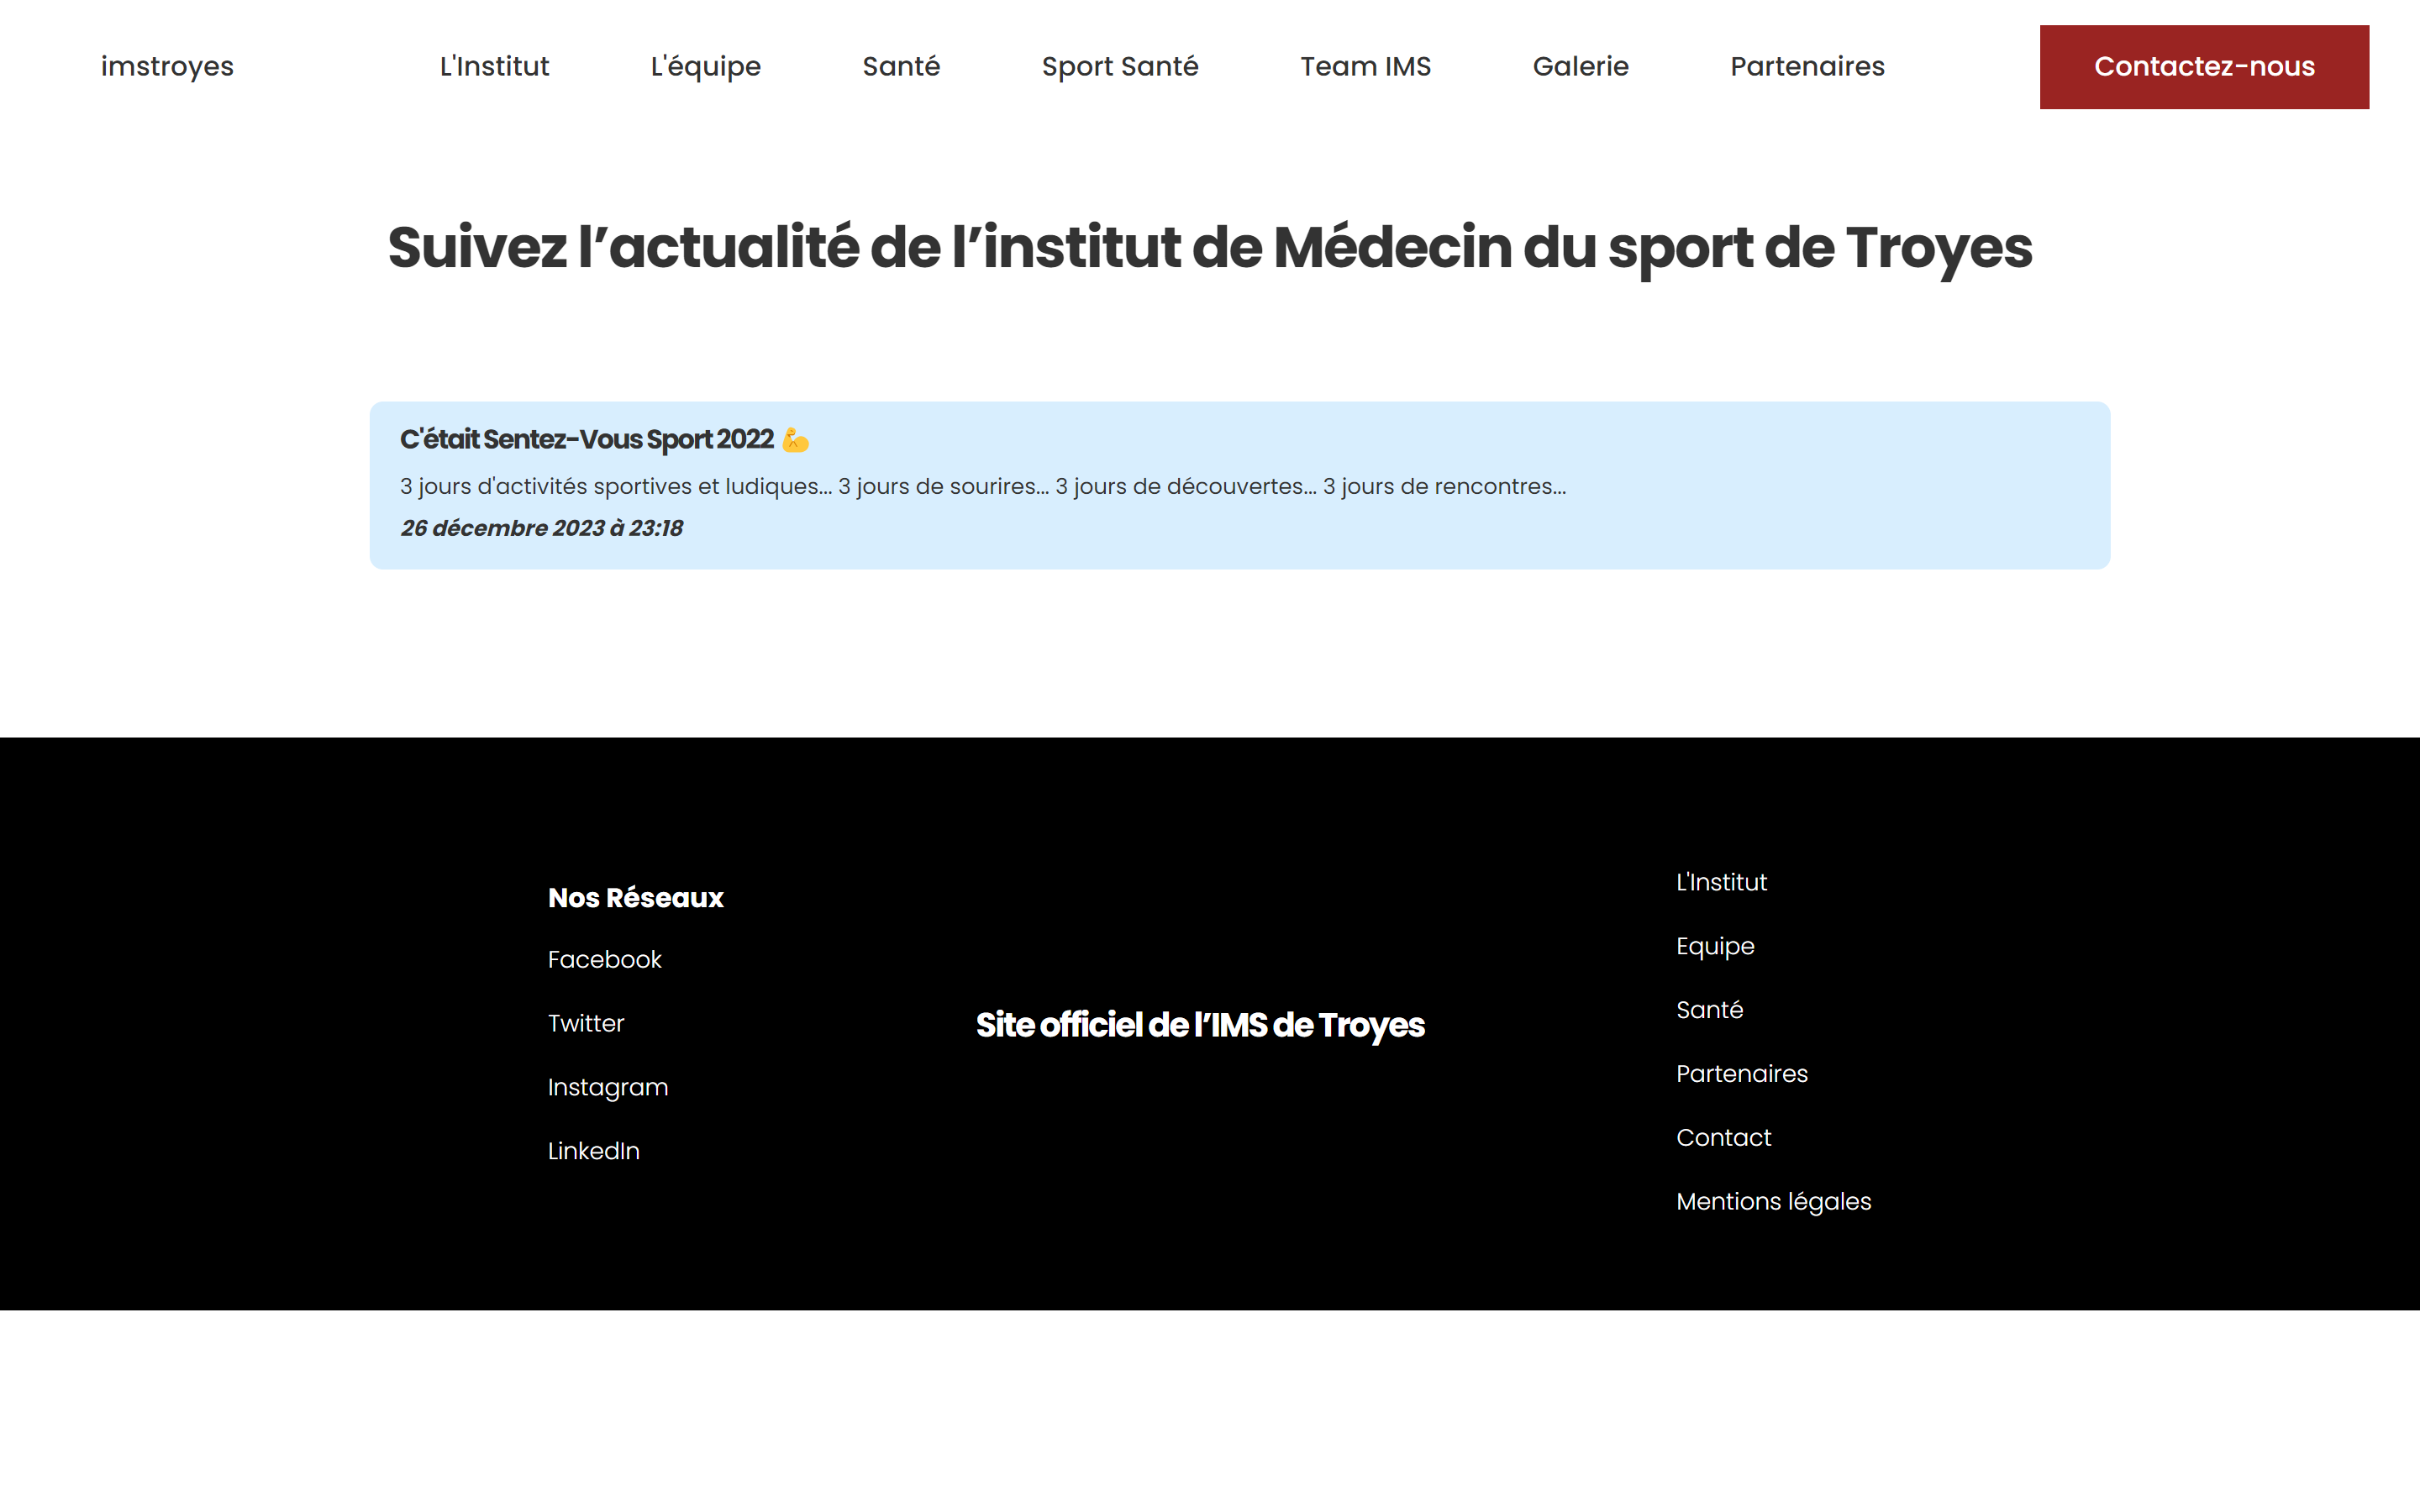 imstroyes
L'Institut
L'équipe
Santé
Sport Santé
Team IMS
Galerie
Partenaires
Contactez-nous
Suivez l’actualité de l’institut de Médecin du sport de Troyes
C'était Sentez-Vous Sport 2022 💪
3 jours d'activités sportives et ludiques... 3 jours de sourires... 3 jours de découvertes... 3 jours de rencontres...
26 décembre 2023 à 23:18
Nos Réseaux
Facebook
Twitter
Instagram
LinkedIn
Site officiel de l’IMS de Troyes
L'Institut
Equipe
Santé
Partenaires
Contact
Mentions légales